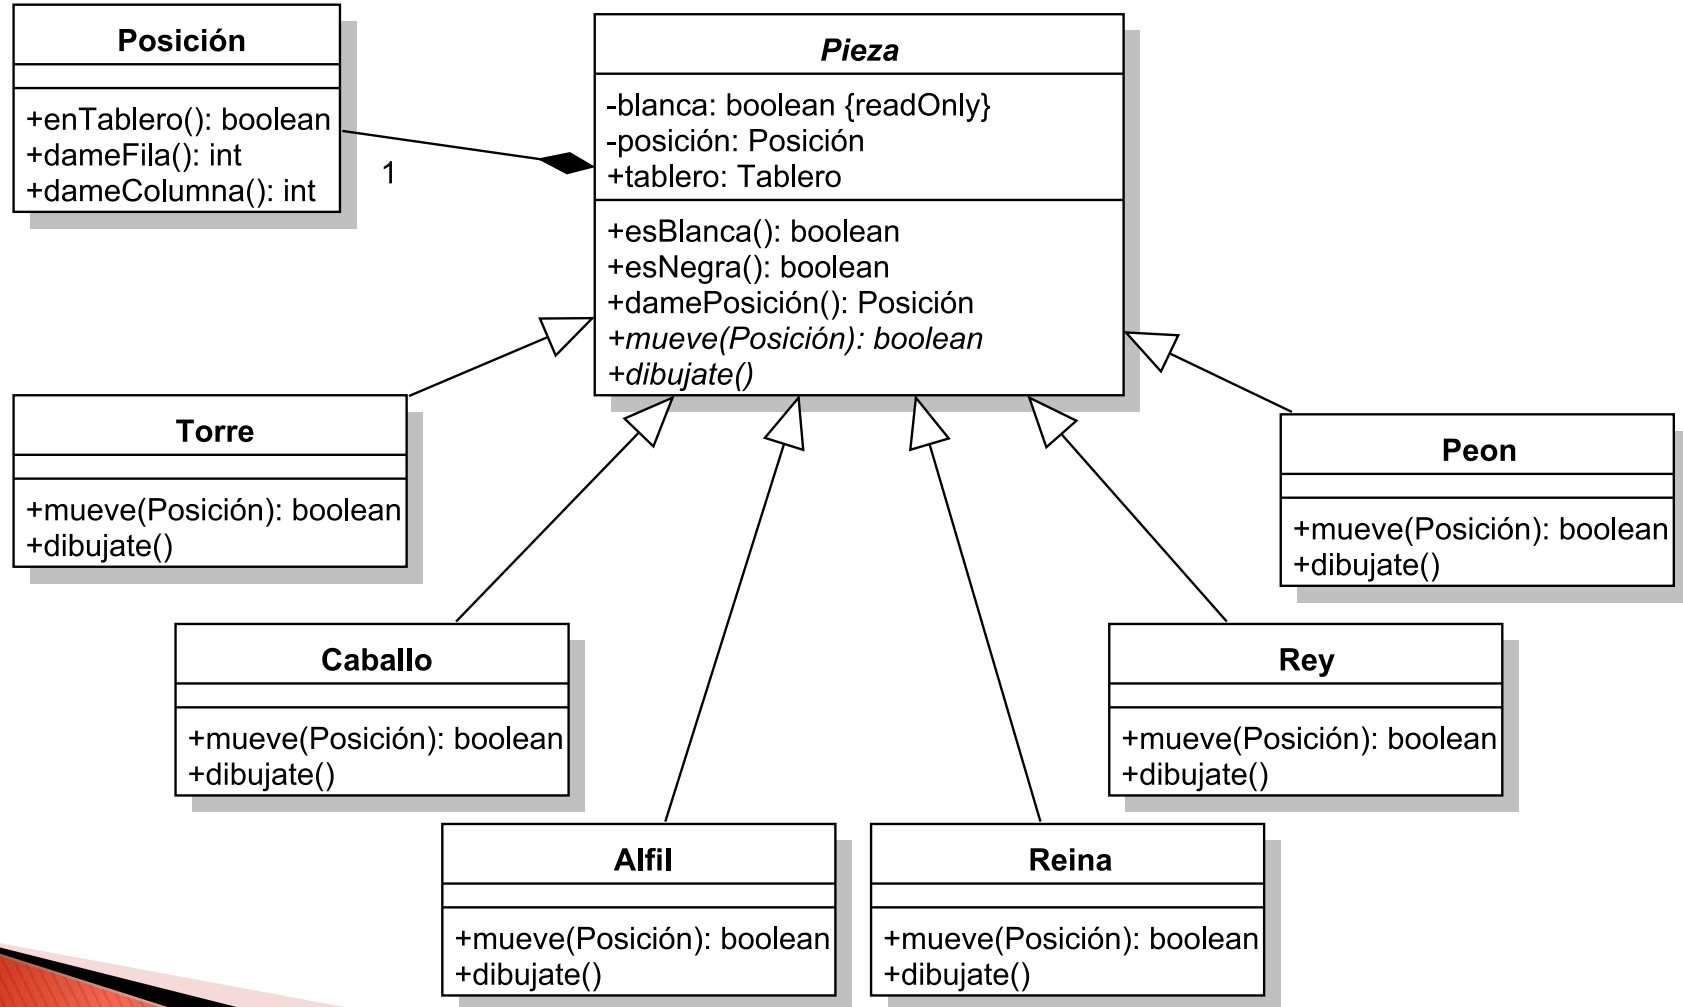 Posición
+enTablero(): boolean
+dameFila(): int
+dameColumna(): int
1
Pieza
-blanca: boolean {readOnly}
-posición: Posición
+tablero: Tablero
+esBlanca(): boolean
+esNegra(): boolean
+damePosición(): Posición
+mueve(Posición): boolean
+dibujate()
Torre
+mueve(Posición): boolean
+dibujate()
Peon
+mueve(Posición): boolean
+dibujate()
Caballo
+mueve(Posición): boolean
+dibujate()
Rey
+mueve(Posición): boolean
+dibujate()
Alfil
+mueve(Posición): boolean
+dibujate()
Reina
+mueve(Posición): boolean
+dibujate()